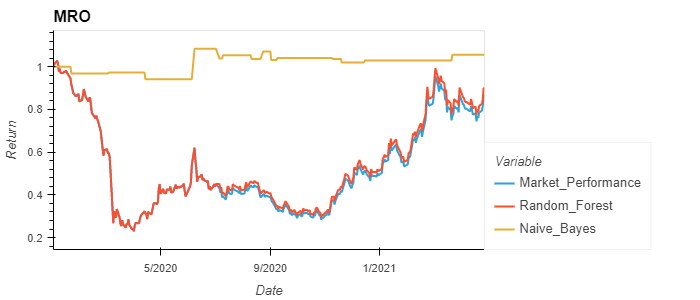 MRO
Return
1
0.8
0.6
0.4
0.2
5/2020 9/2020 1/2021
Date
Variable
Market_Performance
Random_Forest
Naive_Bayes